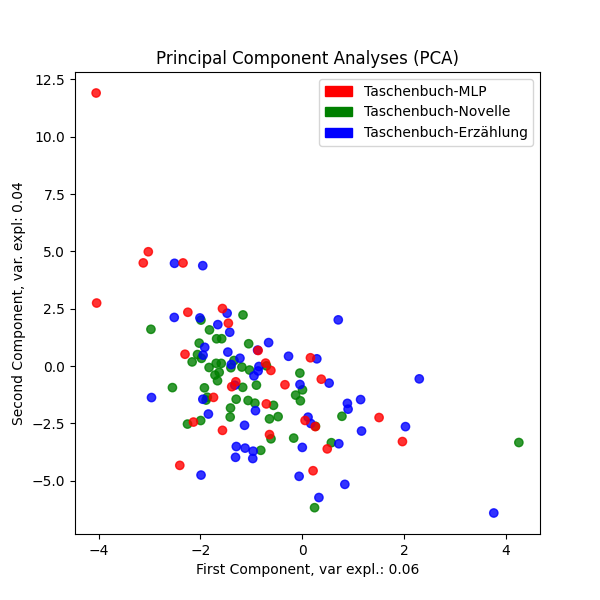 Principal Component Analyses (PCA)
12.5
10.0
7.5
5.0
2.5
0.0
−2.5
−5.0
Second Component, var. expl: 0.04
Taschenbuch-MLP
Taschenbuch-Novelle
Taschenbuch-Erzählung
−4
−2
0
2
4
First Component, var expl.: 0.06